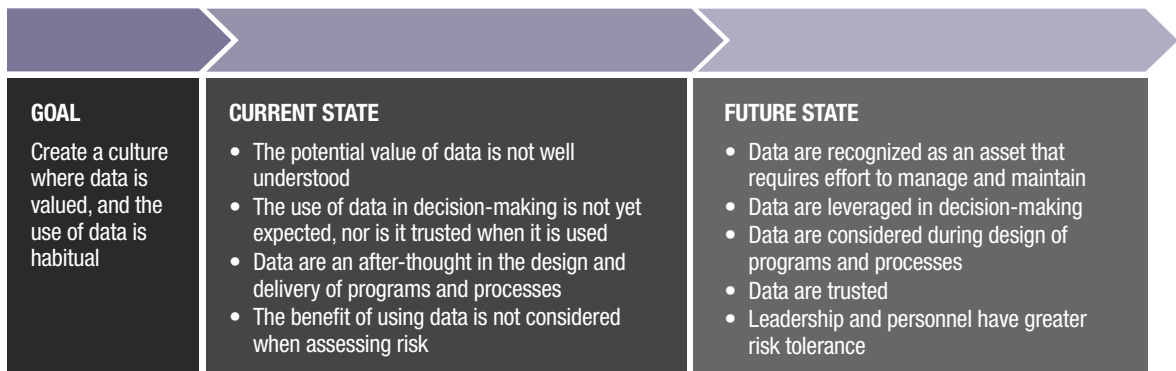 GOAL
Create a culture
where data is
valued, and the
use of data is
habitual
CURRENT STATE
• The potential value of data is not well
understood
• The use of data in decision-making is not yet
expected, nor is it trusted when it is used
• Data are an after-thought in the design and
delivery of programs and processes
• The benefit of using data is not considered
when assessing risk
FUTURE STATE
• Data are recognized as an asset that
requires effort to manage and maintain
• Data are leveraged in decision-making
• Data are considered during design of
programs and processes
• Data are trusted
• Leadership and personnel have greater
risk tolerance